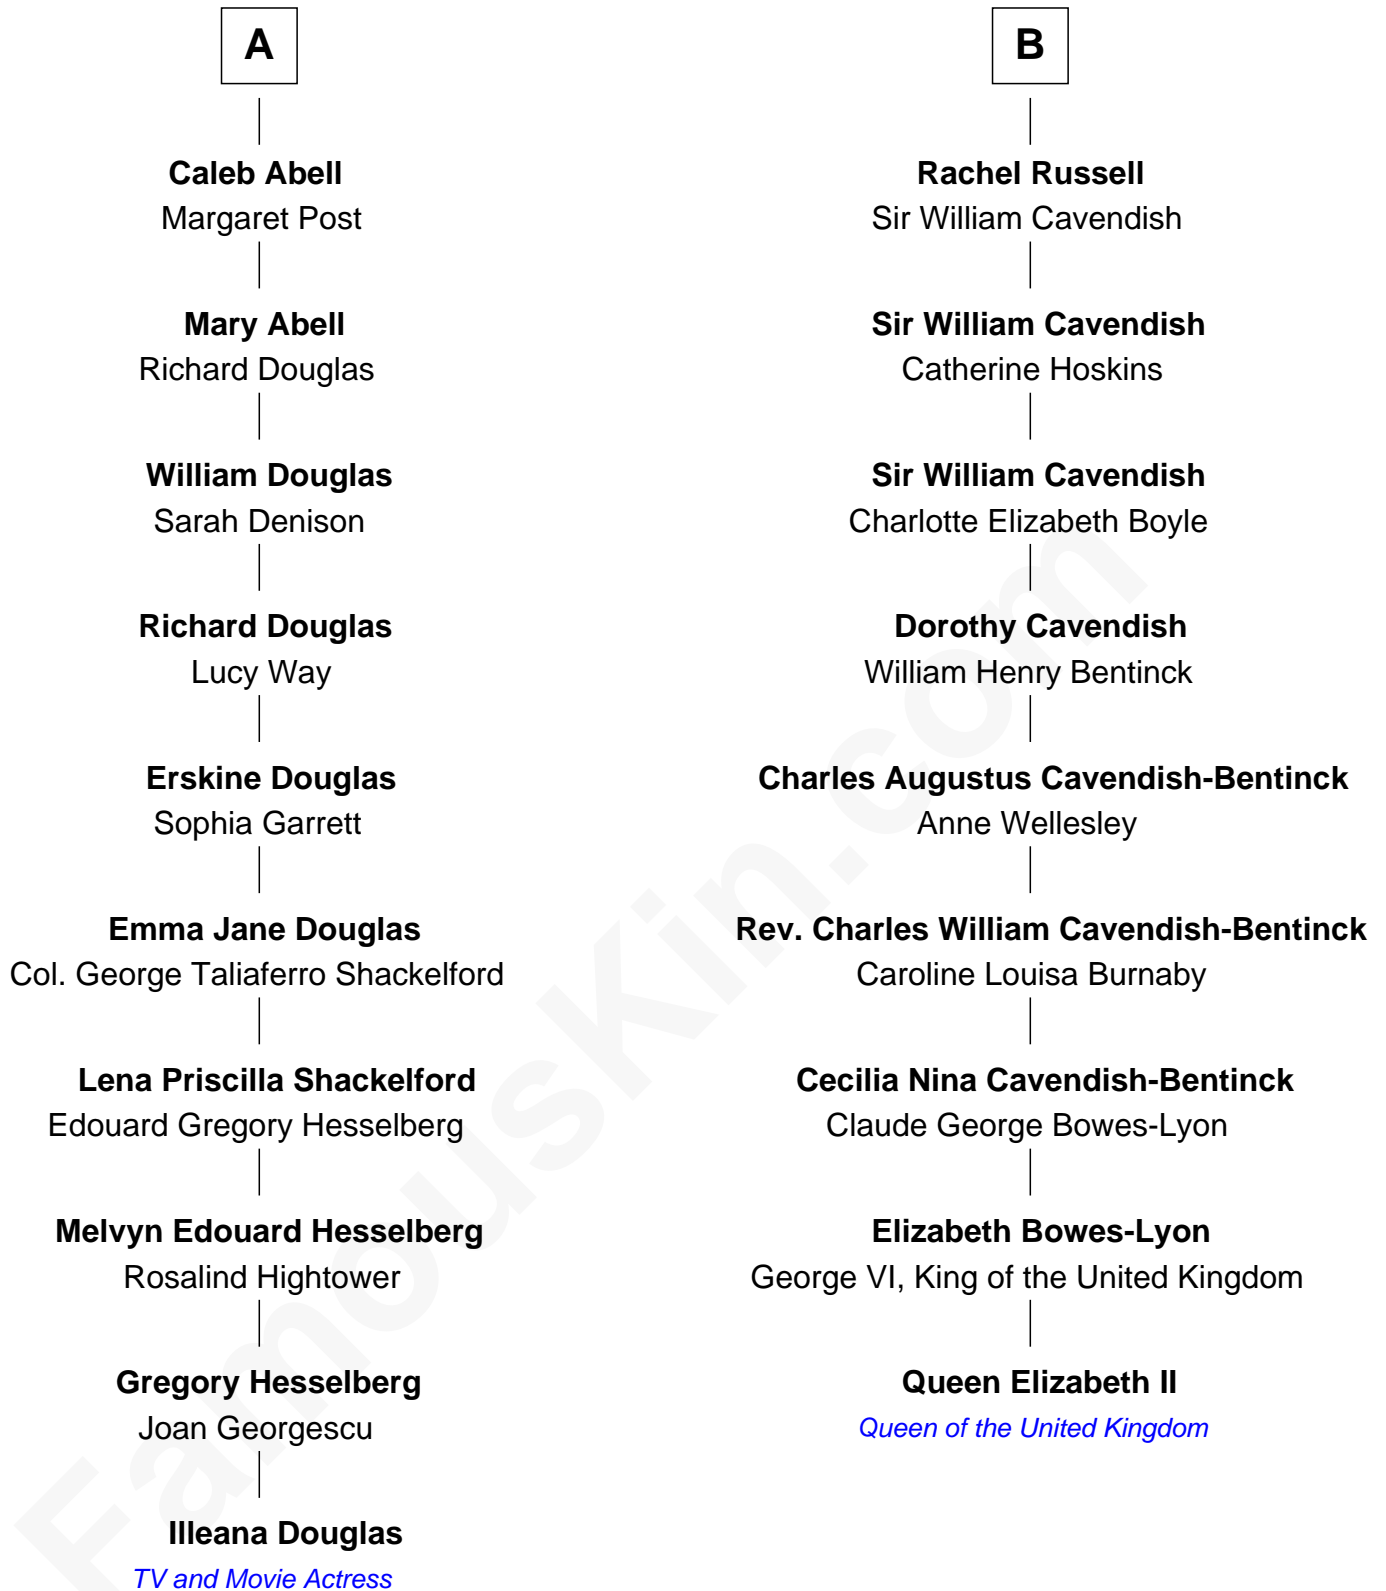 A
Caleb Abell
Margaret Post
Mary Abell
Richard Douglas
William Douglas
Sarah Denison
Richard Douglas
Lucy Way
Erskine Douglas
Sophia Garrett
Emma Jane Douglas
Col. George Taliaferro Shackelford
Lena Priscilla Shackelford
Edouard Gregory Hesselberg
Melvyn Edouard Hesselberg
Rosalind Hightower
Gregory Hesselberg
Joan Georgescu
Illeana Douglas
TV and Movie Actress
B
Rachel Russell
Sir William Cavendish
Sir William Cavendish
Catherine Hoskins
Sir William Cavendish
Charlotte Elizabeth Boyle
Dorothy Cavendish
William Henry Bentinck
Charles Augustus Cavendish-Bentinck
Anne Wellesley
Rev. Charles William Cavendish-Bentinck
Caroline Louisa Burnaby
Cecilia Nina Cavendish-Bentinck
Claude George Bowes-Lyon
Elizabeth Bowes-Lyon
George VI, King of the United Kingdom
Queen Elizabeth II
Queen of the United Kingdom
FamousKin.com